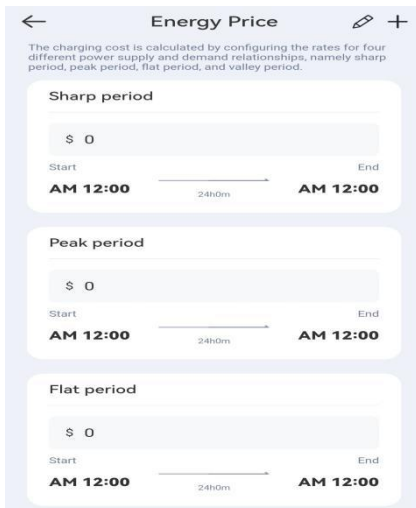 Energy Price
The charging cost is calculated by configuring the rates for four
different power supply and demand relationships, namely sharp
period, peak period, flat period, and valley period.
Sharp period
$ 0
Start End
AM 12:00 24h0m AM 12:00
Peak period
$ 0
Start End
AM 12:00 24h0m AM 12:00
Flat period
$ 0
Start End
AM 12:00 24h0m AM 12:00